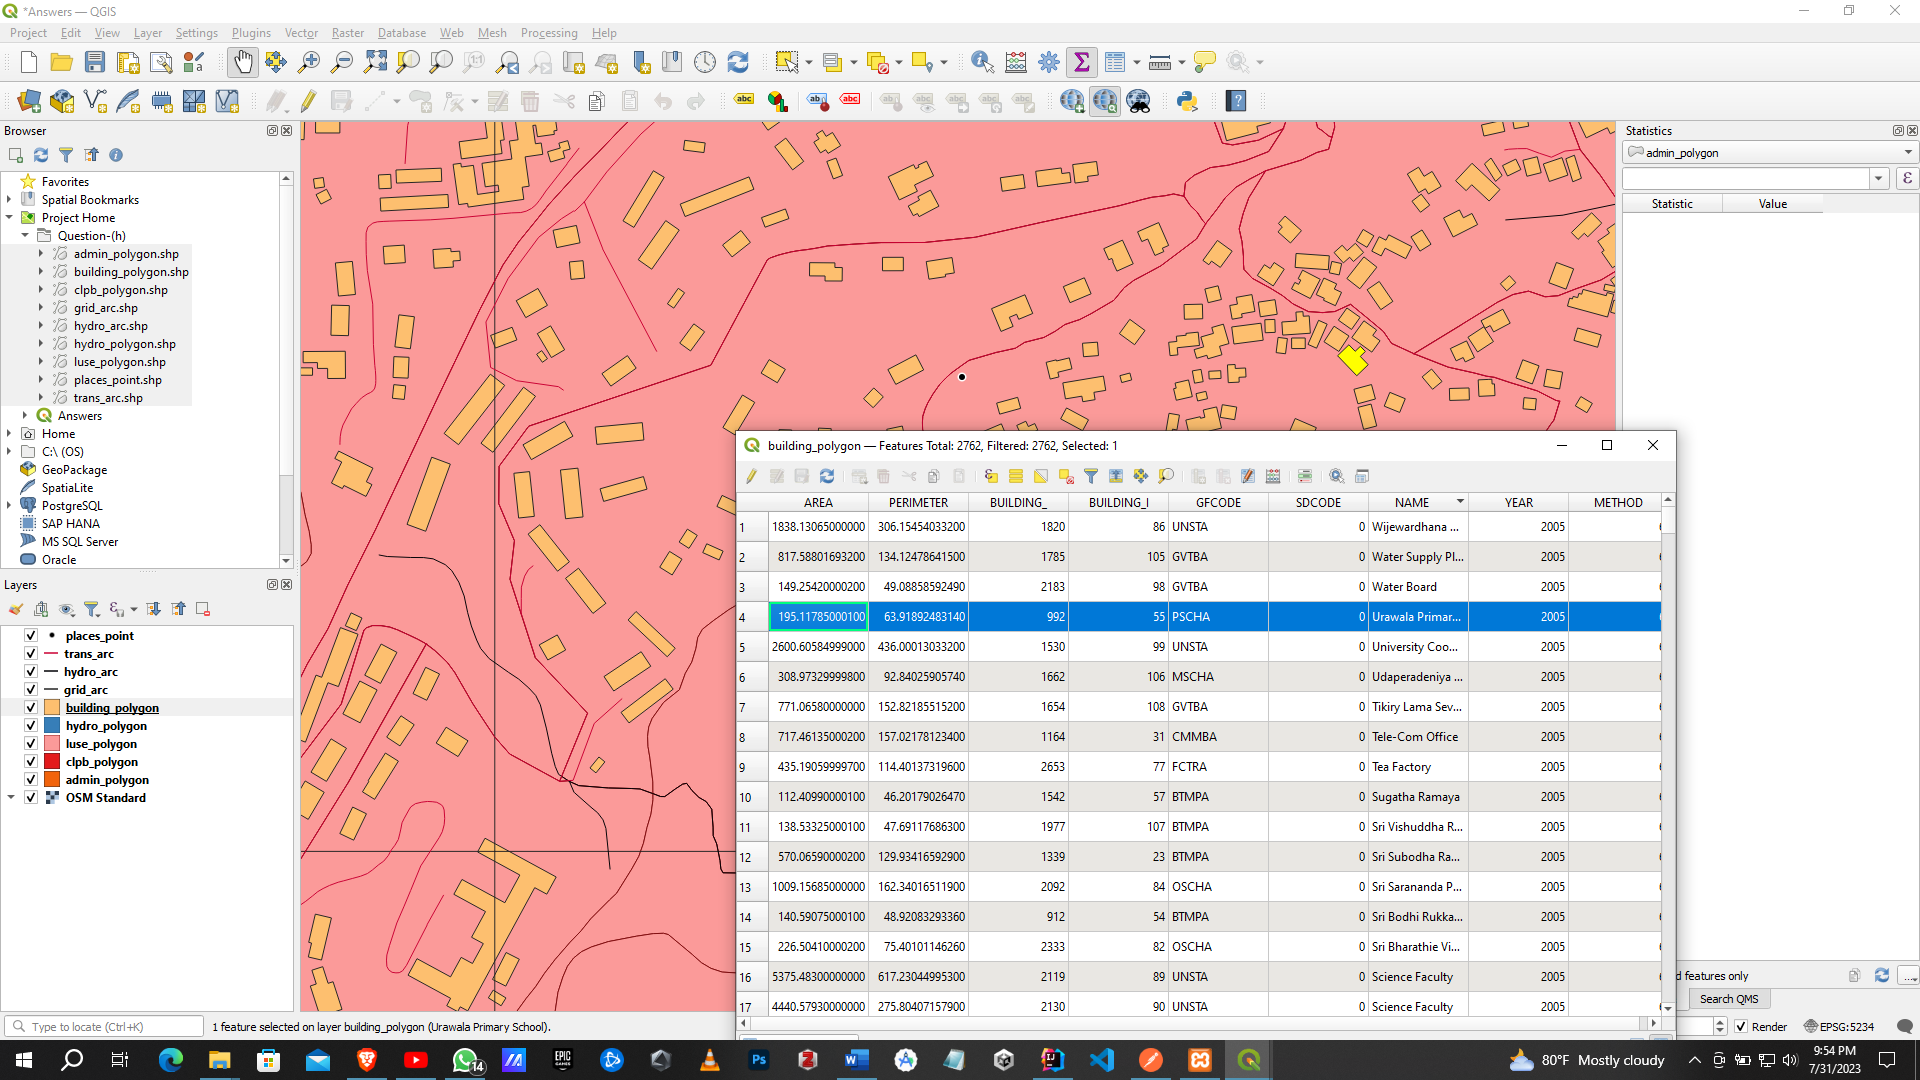 *Answers — QGIS
Project Edit View Layer Settings Plugins Vector Raster Database Web Mesh Processing Help
Browser
Favorites
Spatial Bookmarks
Project Home
Question-(h)
admin_polygon.shp
building_polygon.shp
clpb_polygon.shp
grid_arc.shp
hydro_arc.shp
hydro_polygon.shp
luse_polygon.shp
places_point.shp
trans_arc.shp
Answers
Home
C:\ (OS)
GeoPackage
SpatiaLite
PostgreSQL
SAP HANA
MS SQL Server
Oracle
Layers
places_point
trans_arc
hydro_arc
grid_arc
building_polygon
hydro_polygon
luse_polygon
clpb_polygon
admin_polygon
OSM Standard
Statistics
admin_polygon
Statistic Value
building_polygon — Features Total: 2762, Filtered: 2762, Selected: 1
AREA PERIMETER BUILDING_ BUILDING_I GFCODE SDCODE NAME YEAR METHOD
1 1838.13065000000 306.15454033200 1820 86 UNSTA 0 Wijewardhana ... 2005
2 817.58801693200 134.12478641500 1785 105 GVTBA 0 Water Supply Pl... 2005
3 149.25420000200 49.08858592490 2183 98 GVTBA 0 Water Board 2005
4 195.11785000100 63.91892483140 992 55 PSCHA 0 Urawala Primar... 2005
5 2600.60584999000 436.00013033200 1530 99 UNSTA 0 University Coo... 2005
6 308.97329999800 92.84025905740 1662 106 MSCHA 0 Udaperadeniya ... 2005
7 771.06580000000 152.82185515200 1654 108 GVTBA 0 Tikiry Lama Sev... 2005
8 717.46135000200 157.02178123400 1164 31 CMMBA 0 Tele-Com Office 2005
9 435.19059999700 114.40137319600 2653 77 FCTRA 0 Tea Factory 2005
10 112.40990000100 46.20179026470 1542 57 BTMPA 0 Sugatha Ramaya 2005
11 138.53325000100 47.69117686300 1977 107 BTMPA 0 Sri Vishuddha R... 2005
12 570.06590000200 129.93416592900 1339 23 BTMPA 0 Sri Subodha Ra... 2005
13 1009.15685000000 162.34016511900 2092 84 OSCHA 0 Sri Sarananda P... 2005
14 140.59075000100 48.92083293360 912 54 BTMPA 0 Sri Bodhi Rukka... 2005
15 226.50410000200 75.40101146260 2333 82 OSCHA 0 Sri Bharathie Vi... 2005
16 5375.48300000000 617.23044995300 2119 89 UNSTA 0 Science Faculty 2005
17 4440.57930000000 275.80407157900 2130 90 UNSTA 0 Science Faculty 2005
d features only
Search QMS
Type to locate (Ctrl+K)
1 feature selected on layer building_polygon (Urawala Primary School).
Render EPSG:5234
14
80°F Mostly cloudy
9:54 PM
7/31/2023